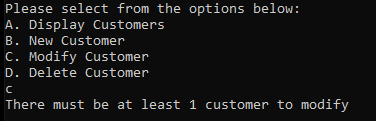 Please select from the options below:
A. Display Customers
B. New Customer
C. Modify Customer
D. Delete Customer
c
There must be at least 1 customer to modify